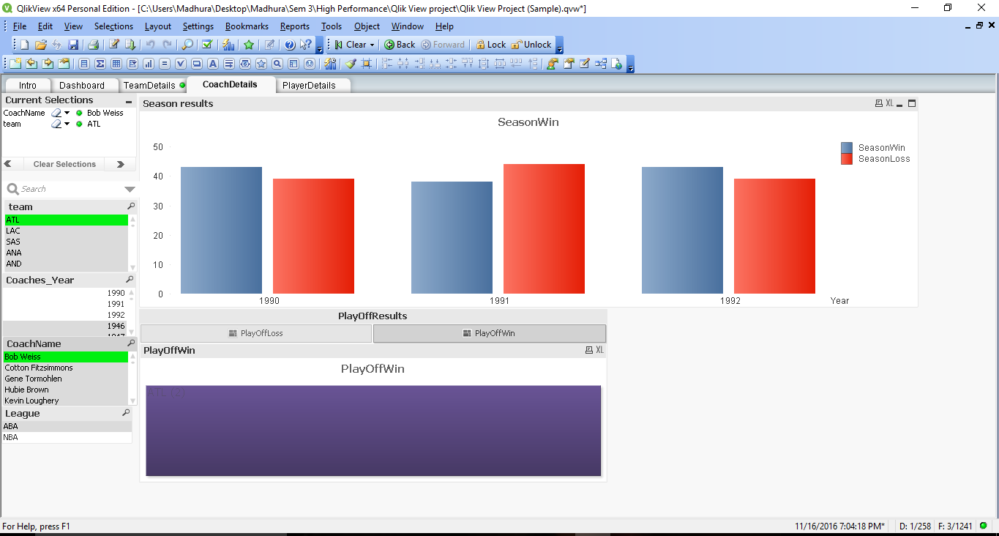 QlikView x64 Personal Edition - [C:\Users\Madhura\Desktop\Madhura\Sem 3\High Performance\Qlik View project\Qlik View Project (Sample).qvw*]
File Edit View Selections Layout Settings Bookmarks Reports Tools Object Window Help
Clear Back Forward Lock Unlock
Intro Dashboard TeamDetails CoachDetails PlayerDetails
Current Selections
CoachName Bob Weiss
team ATL
Clear Selections
Search
team
ATL
LAC
SAS
ANA
AND
Coaches_Year
1990
1991
1992
1946
1947
CoachName
Bob Weiss
Cotton Fitzsimmons
Gene Tormohlen
Hubie Brown
Kevin Loughery
League
ABA
NBA
Season results XL
SeasonWin
SeasonWin
SeasonLoss
50
40
30
20
10
0
1990 1991 1992 Year
PlayOffResults
PlayOffLoss PlayOffWin
PlayOffWin XL
PlayOffWin
ATL (2)
For Help, press F1 11/16/2016 7:04:18 PM* D: 1/258 F: 3/1241